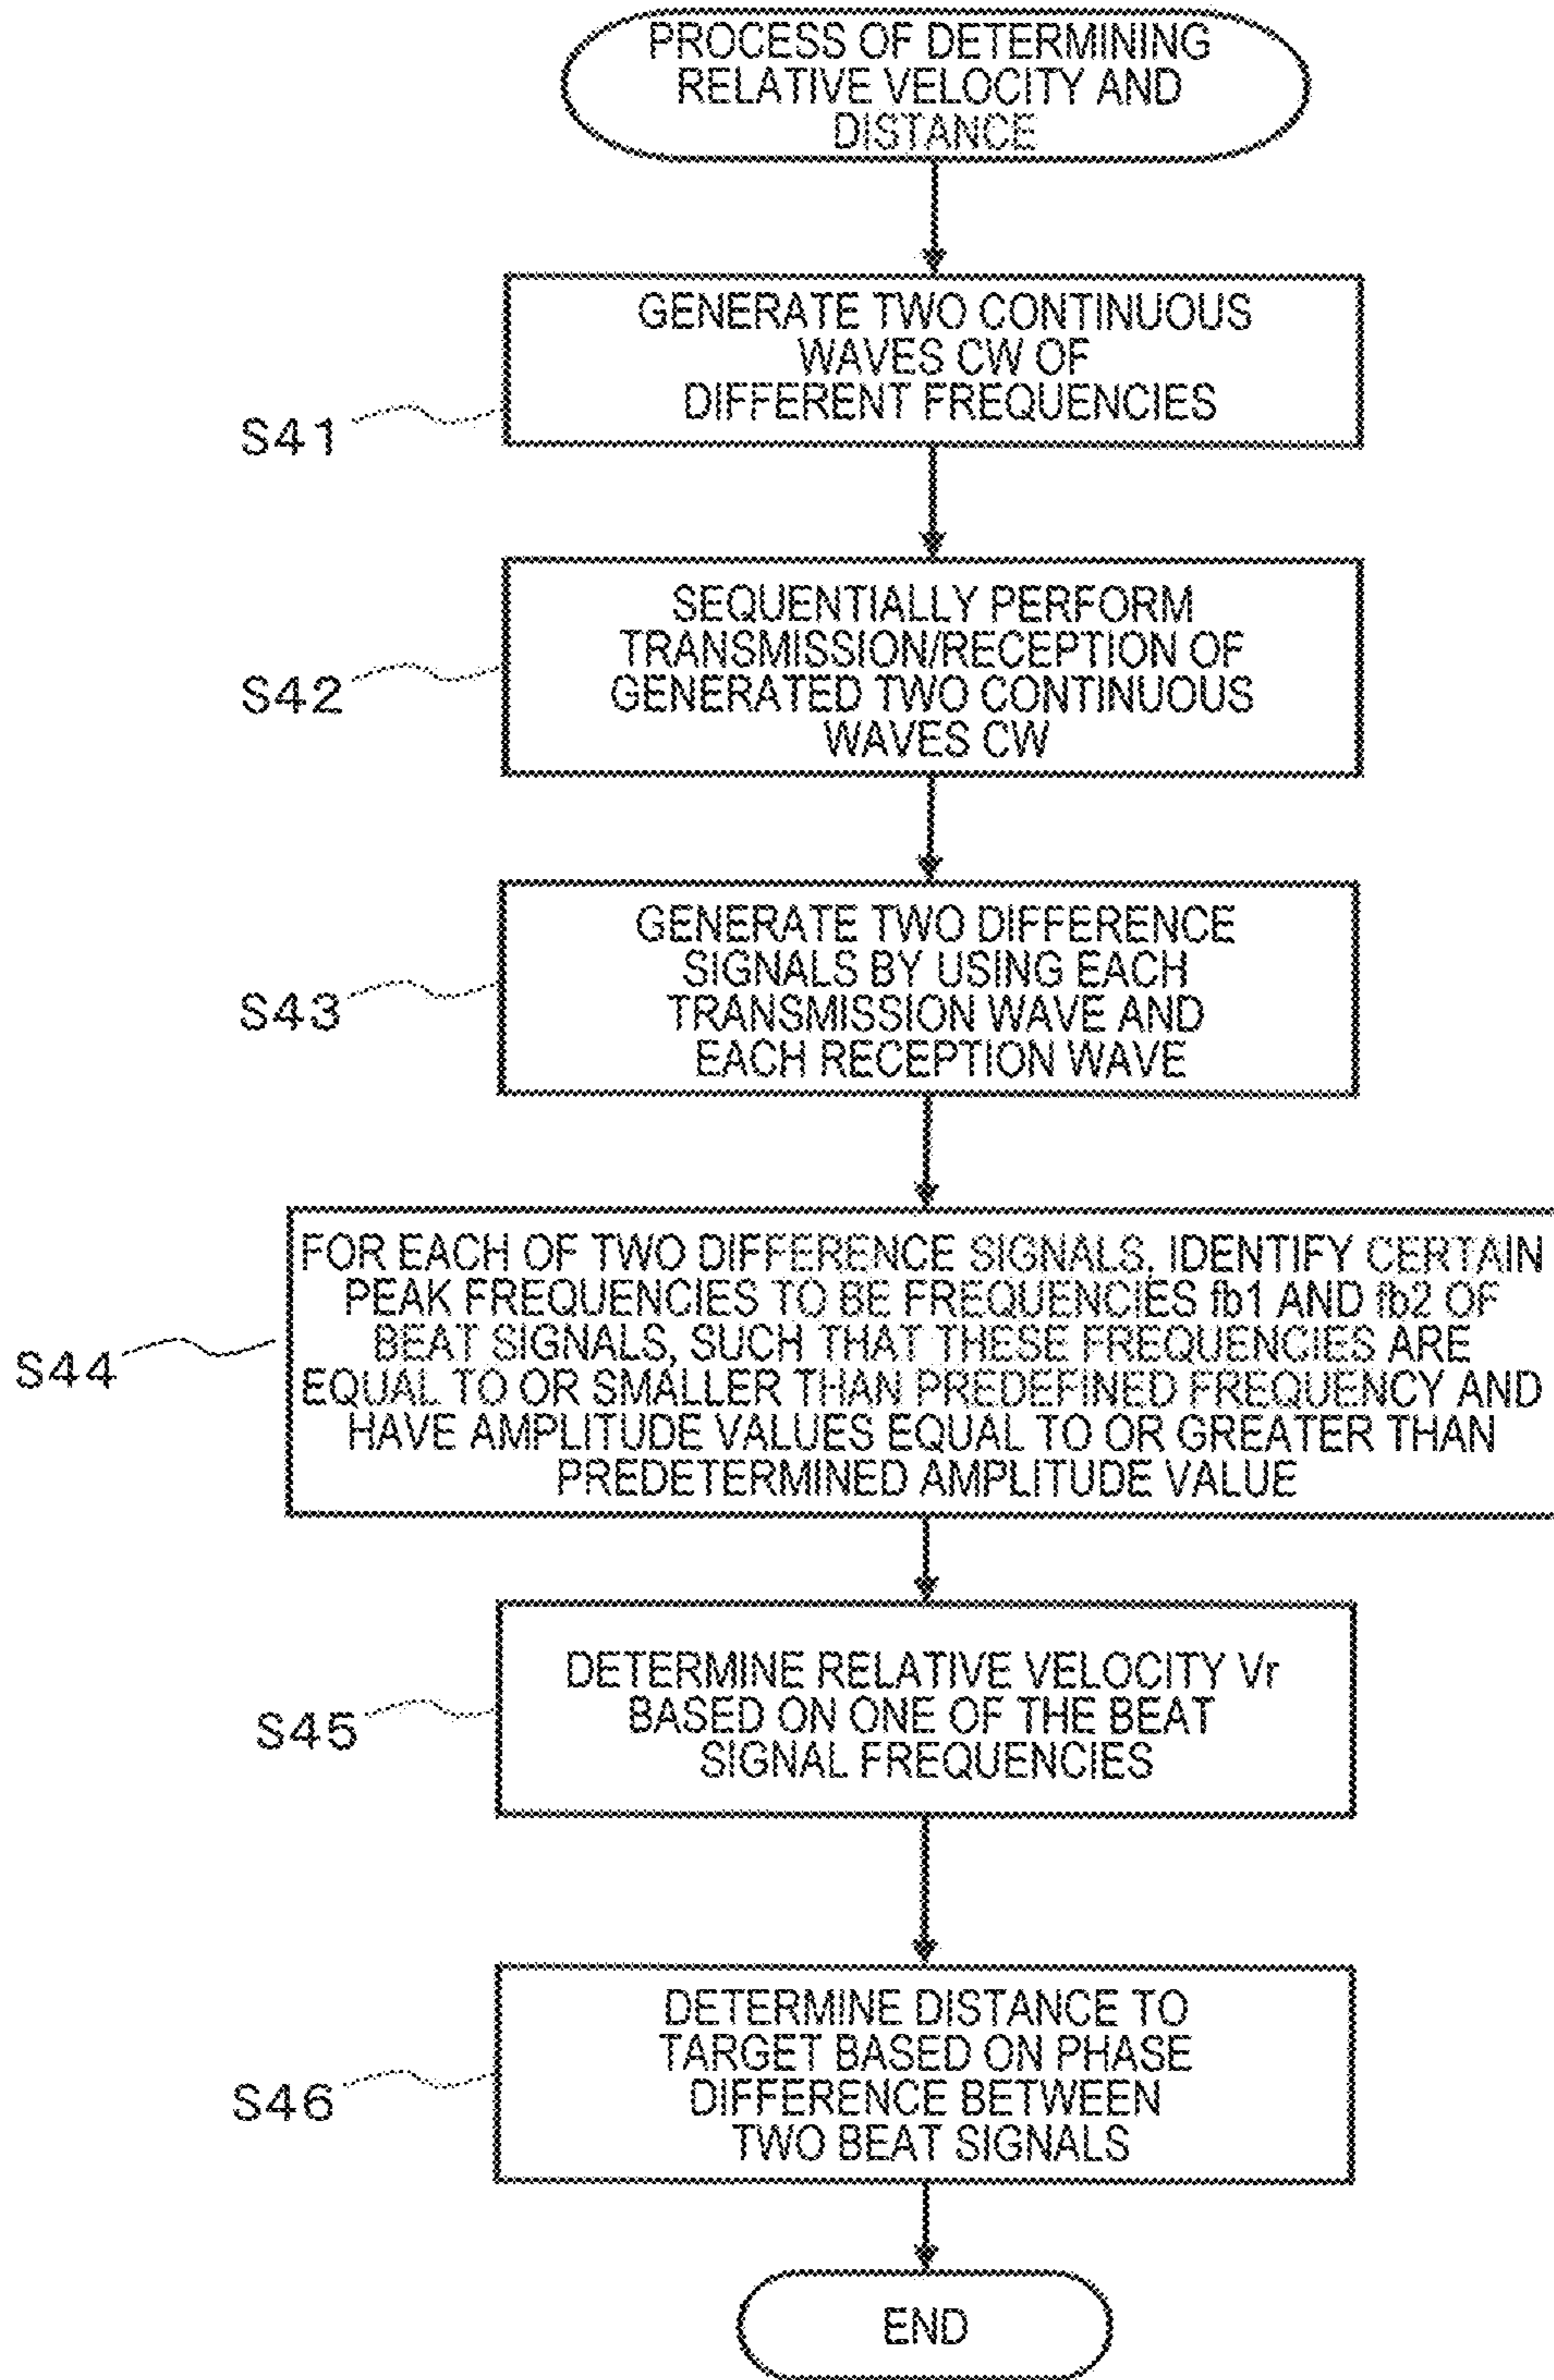 PROCESS OF DETERMINING
RELATIVE VELOCITY AND
DISTANCE
GENERATE TWO CONTINUOUS
WAVES CW OF
DIFFERENT FREQUENCIES
S41
SEQUENTIALLY PERFORM
TRANSMISSION/RECEPTION OF
GENERATED TWO CONTINUOUS
WAVES CW
S42
GENERATE TWO DIFFERENCE
SIGNALS BY USING EACH
TRANSMISSION WAVE AND
EACH RECEPTION WAVE
S43
FOR EACH OF TWO DIFFERENCE SIGNALS, IDENTIFY CERTAIN
PEAK FREQUENCIES TO BE FREQUENCIES fb1 AND fb2 OF
BEAT SIGNALS, SUCH THAT THESE FREQUENCIES ARE
EQUAL TO OR SMALLER THAN PREDEFINED FREQUENCY AND
HAVE AMPLITUDE VALUES EQUAL TO OR GREATER THAN
PREDETERMINED AMPLITUDE VALUE
S44
DETERMINE RELATIVE VELOCITY Vr
BASED ON ONE OF THE BEAT
SIGNAL FREQUENCIES
S45
DETERMINE DISTANCE TO
TARGET BASED ON PHASE
DIFFERENCE BETWEEN
TWO BEAT SIGNALS
S46
END